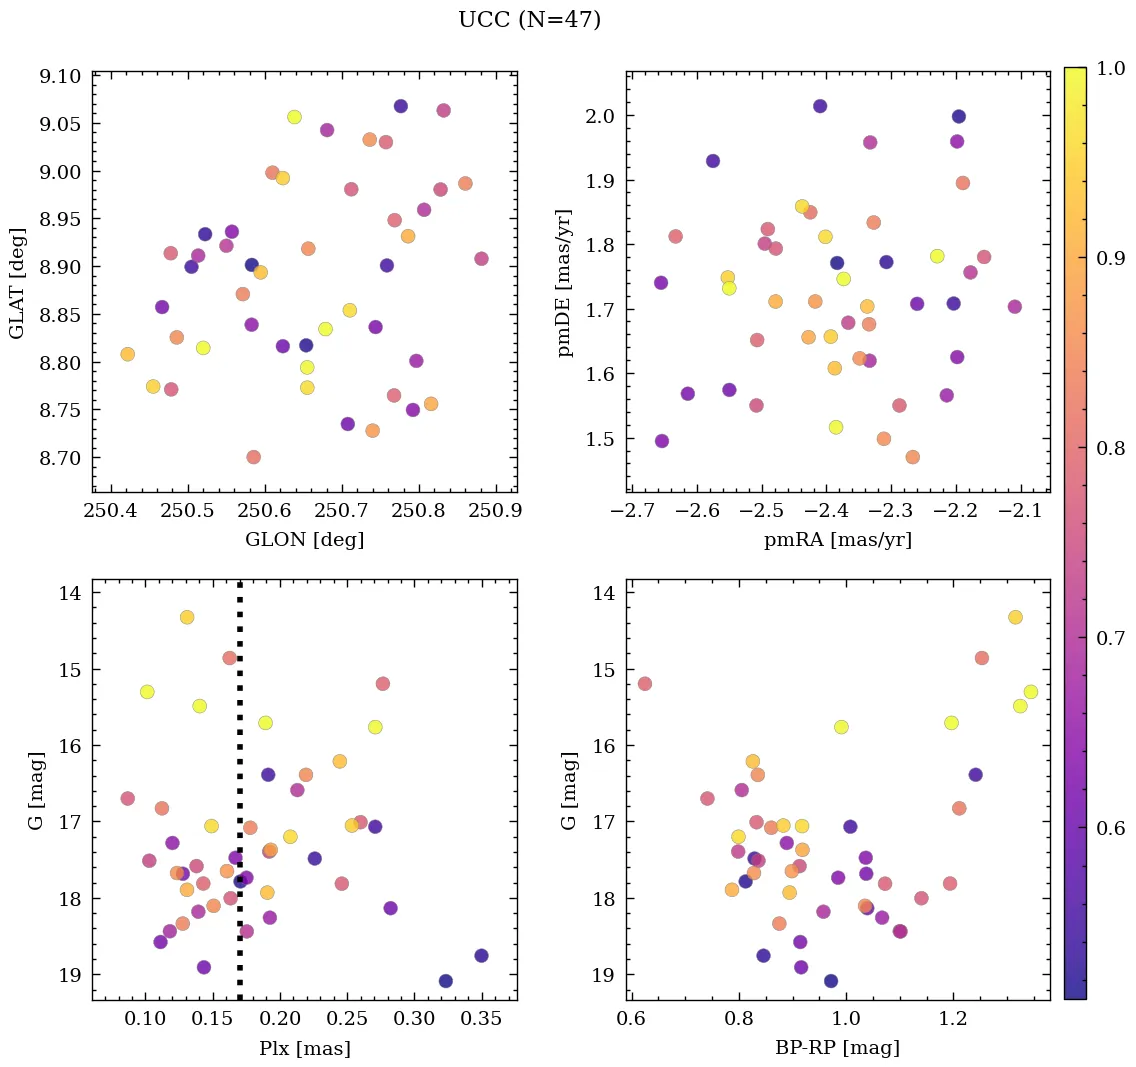 UCC (N=47)
9.10
9.05
9.00
8.95
8.90
8.85
8.80
8.75
8.70
GLAT [deg]
250.4 250.5 250.6 250.7 250.8 250.9
GLON [deg]
2.0
1.9
1.8
1.7
1.6
1.5
pmDE [mas/yr]
−2.7 −2.6 −2.5 −2.4 −2.3 −2.2 −2.1
pmRA [mas/yr]
14
15
16
17
18
19
G [mag]
0.10 0.15 0.20 0.25 0.30 0.35
Plx [mas]
14
15
16
17
18
19
G [mag]
0.6 0.8 1.0 1.2
BP-RP [mag]
1.0
0.9
0.8
0.7
0.6